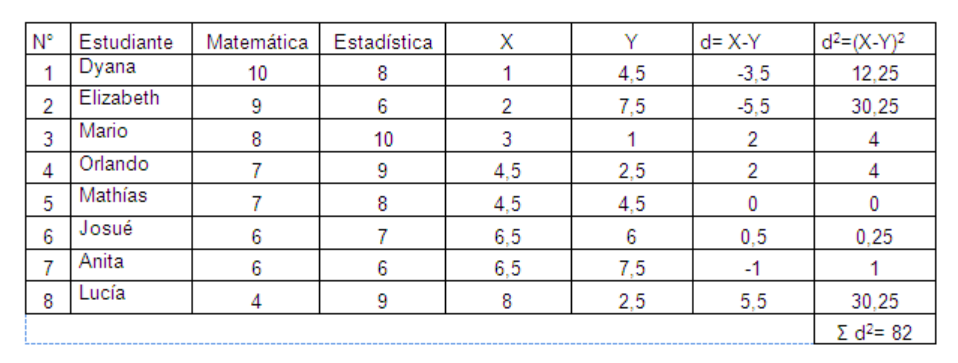 N° Estudiante Matemática Estadística X Y d= X-Y d²=(X-Y)²
1 Dyana 10 8 1 4,5 -3,5 12,25
2 Elizabeth 9 6 2 7,5 -5,5 30,25
3 Mario 8 10 3 1 2 4
4 Orlando 7 9 4,5 2,5 2 4
5 Mathías 7 8 4,5 4,5 0 0
6 Josué 6 7 6,5 6 0,5 0,25
7 Anita 6 6 6,5 7,5 -1 1
8 Lucía 4 9 8 2,5 5,5 30,25
Σ d²= 82